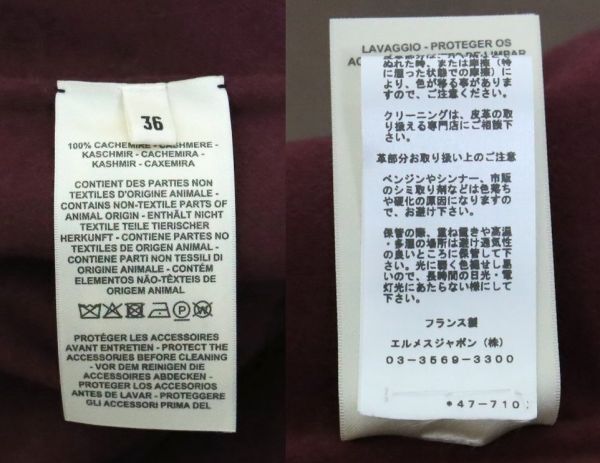 36
100% CACHEMIRE - CASHMERE -
KASCHMIR - CACHEMIRA -
KASHMIR - CAXEMIRA
CONTIENT DES PARTIES NON
TEXTILES D'ORIGINE ANIMALE -
CONTAINS NON-TEXTILE PARTS OF
ANIMAL ORIGIN - ENTHÄLT NICHT
TEXTILE TEILE TIERISCHER
HERKUNFT - CONTIENE PARTES NO
TEXTILES DE ORIGEN ANIMAL -
CONTIENE PARTI NON TESSILI DI
ORIGINE ANIMALE - CONTÉM
ELEMENTOS NÃO-TÊXTEIS DE
ORIGEM ANIMAL
P W
PROTÉGER LES ACCESSOIRES
AVANT ENTRETIEN - PROTECT THE
ACCESSORIES BEFORE CLEANING
- VOR DEM REINIGEN DIE
ACCESSOIRES ABDECKEN -
PROTEGER LOS ACCESORIOS
ANTES DE LAVAR - PROTEGGERE
GLI ACCESSORI PRIMA DEL
LAVAGGIO - PROTEGER OS
ぬれた時、または摩擦(特
に湿った状態での摩擦)に
より、色が移る事がありま
すので、ご注意ください。
クリーニングは、皮革の取
り扱える専門店にご相談下
さい。
革部分お取り扱い上のご注意
ベンジンやシンナー、市販
のシミ取り剤などは色落ち
や硬化の原因になりますの
で、お避け下さい。
保管の際、重ね置きや高温
・多湿の場所は避け通気性
の良いところに保管して下
さい。光に弱く色褪せし易
いので、長時間の日光・電
灯光にあたらない様にして
下さい。
フランス製
エルメスジャポン(株)
03-3569-3300
*47-710